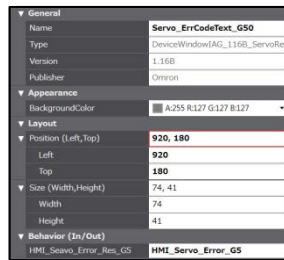 General
Name Servo_ErrCodeText_G50
Type DeviceWindowIAG_116B_ServoRe
Version 1.16B
Publisher Omron
Appearance
BackgroundColor A:255 R:127 G:127 B:127
Layout
Position (Left,Top) 920, 180
Left 920
Top 180
Size (Width,Height) 74, 41
Width 74
Height 41
Behavior (In/Out)
HMI_Seavo_Error_Res_G5 HMI_Servo_Error_G5